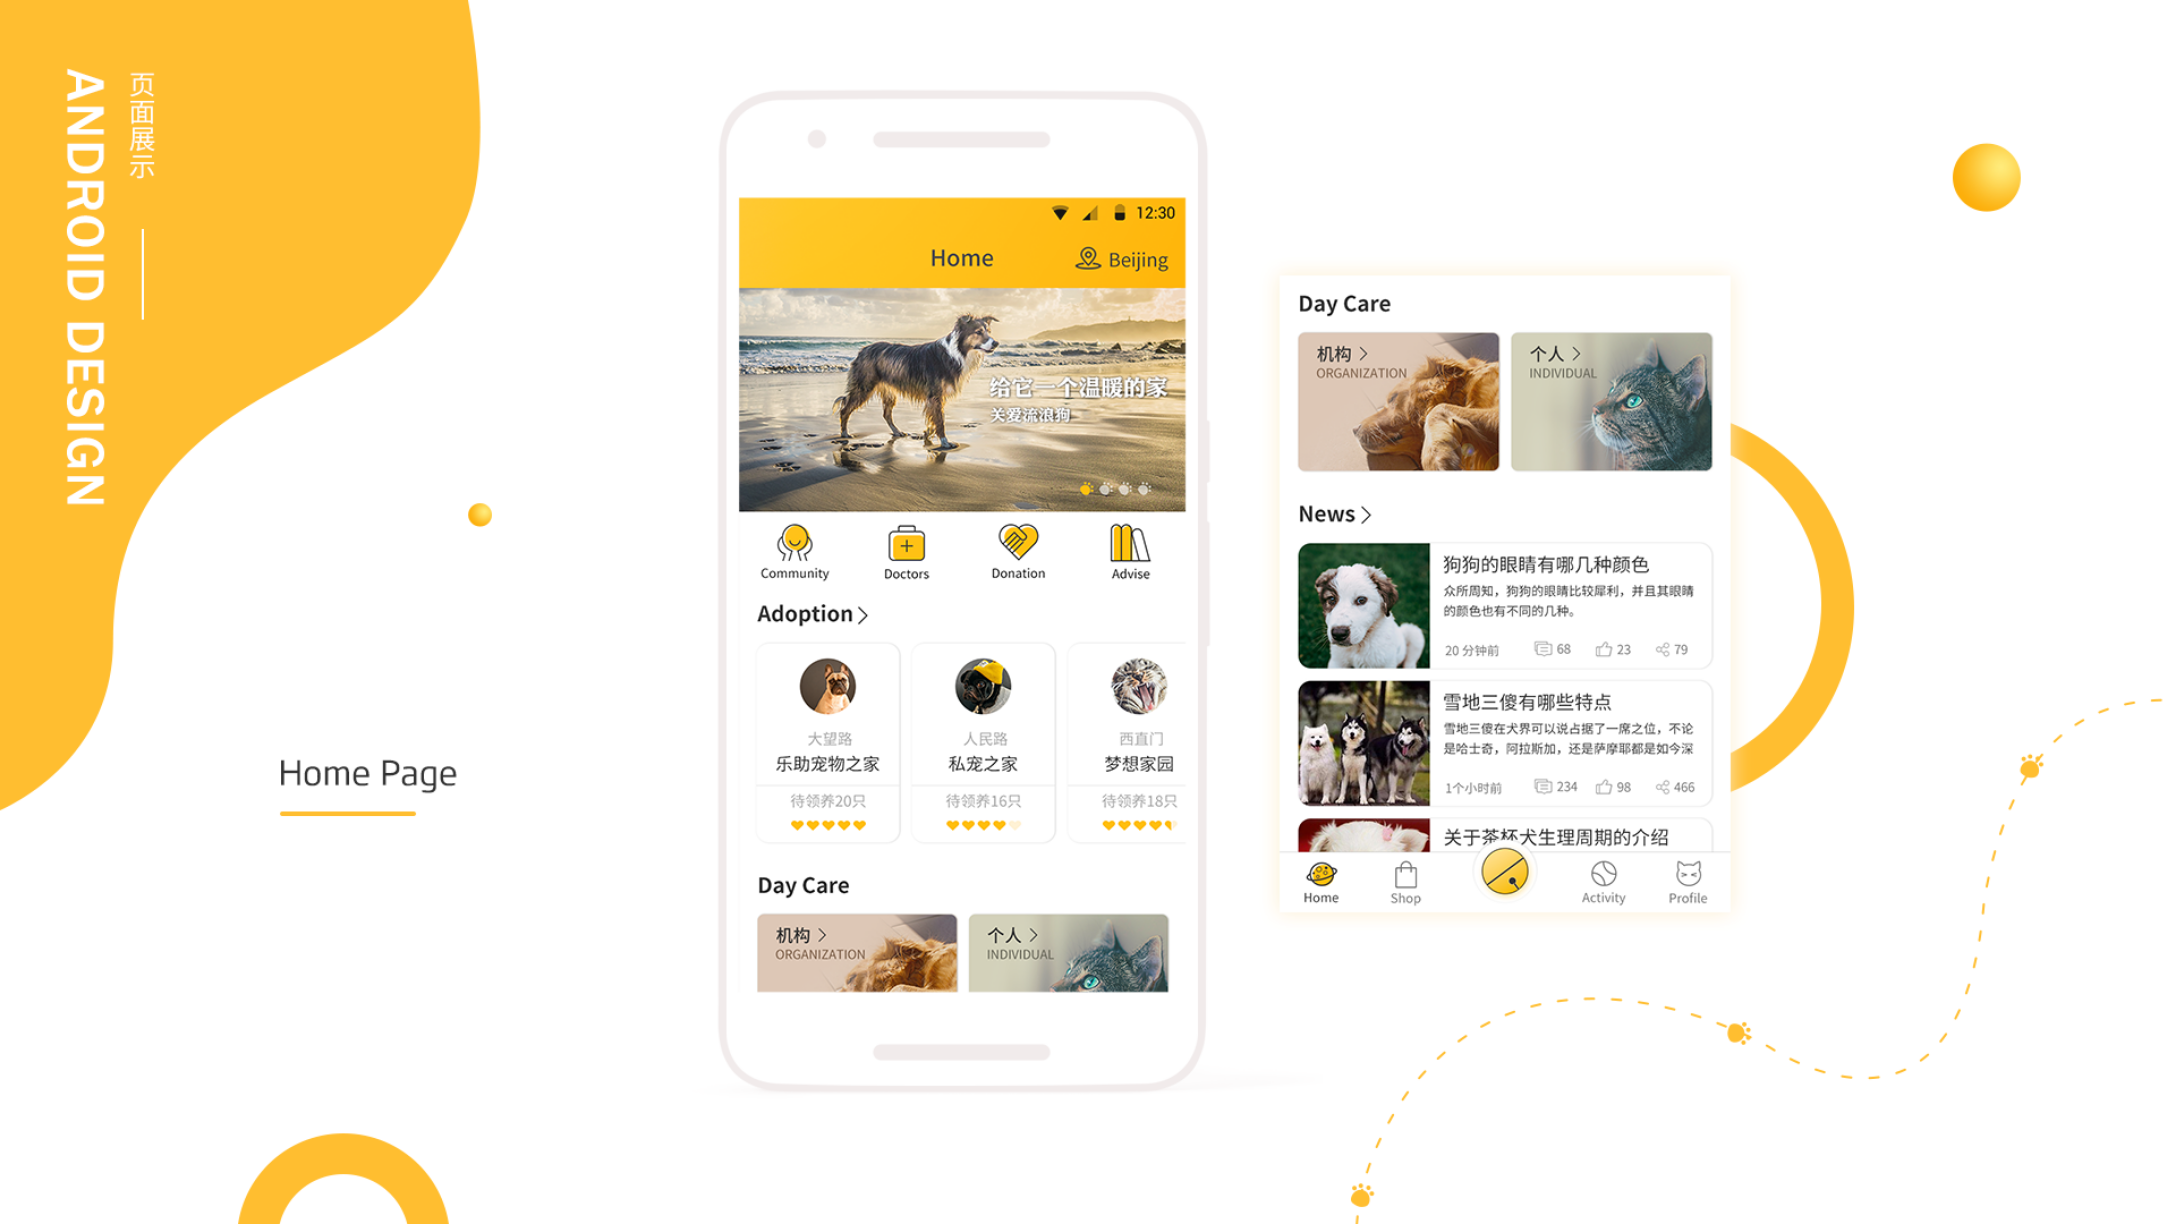 ANDROID DESIGN
页面展示
Home Page
12:30
Home
Beijing
给它一个温暖的家
关爱流浪狗
Community
Doctors
Donation
Advise
Adoption
大望路
乐助宠物之家
待领养20只
人民路
私宠之家
待领养16只
西直门
梦想家园
待领养18只
Day Care
机构
ORGANIZATION
个人
INDIVIDUAL
Day Care
机构
ORGANIZATION
个人
INDIVIDUAL
News
狗狗的眼睛有哪几种颜色
众所周知，狗狗的眼睛比较犀利，并且其眼睛
的颜色也有不同的几种。
20 分钟前
68
23
79
雪地三傻有哪些特点
雪地三傻在犬界可以说占据了一席之位，不论
是哈士奇，阿拉斯加，还是萨摩耶都是如今深
1个小时前
234
98
466
关于茶杯犬生理周期的介绍
Home
Shop
Activity
Profile